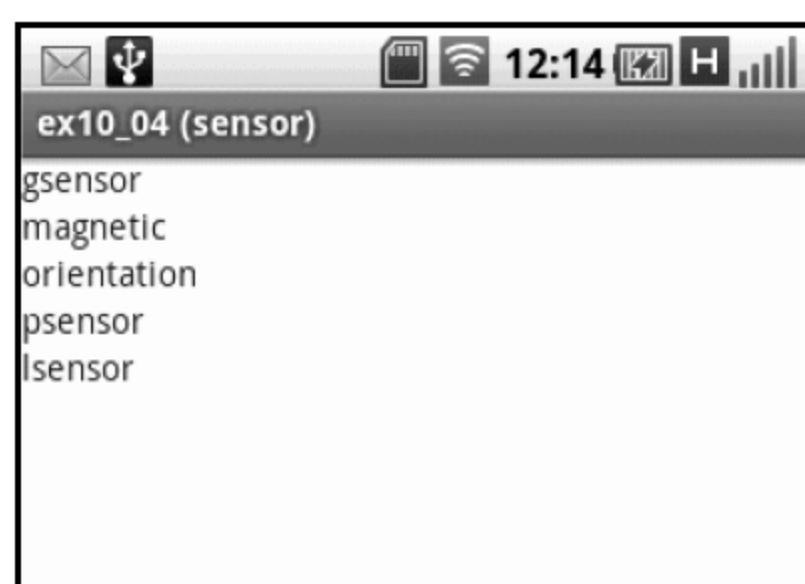 12:14 H
ex10_04 (sensor)
gsensor
magnetic
orientation
psensor
lsensor